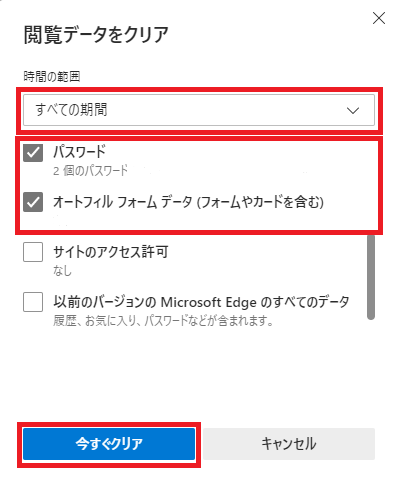 閲覧データをクリア
時間の範囲
すべての期間
パスワード
2 個のパスワード
オートフィル フォーム データ (フォームやカードを含む)
サイトのアクセス許可
なし
以前のバージョンの Microsoft Edge のすべてのデータ
履歴、お気に入り、パスワードなどが含まれます。
今すぐクリア
キャンセル